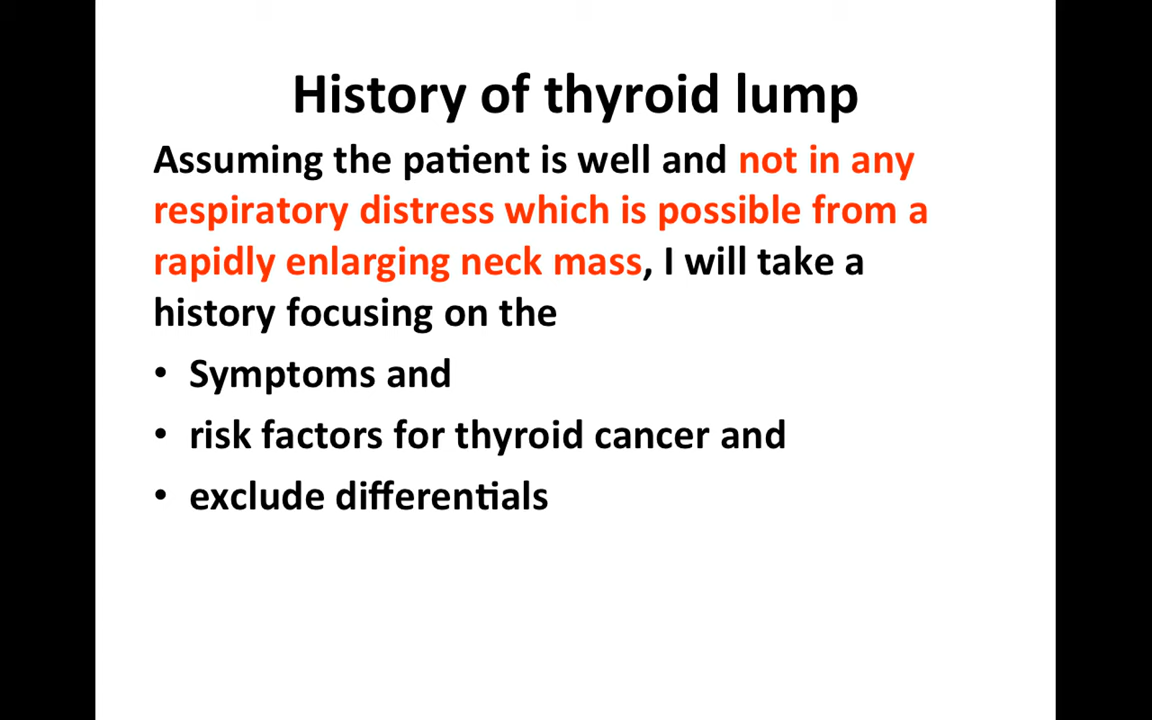 History of thyroid lump
Assuming the patient is well and not in any
respiratory distress which is possible from a
rapidly enlarging neck mass, I will take a
history focusing on the
• Symptoms and
• risk factors for thyroid cancer and
• exclude differentials